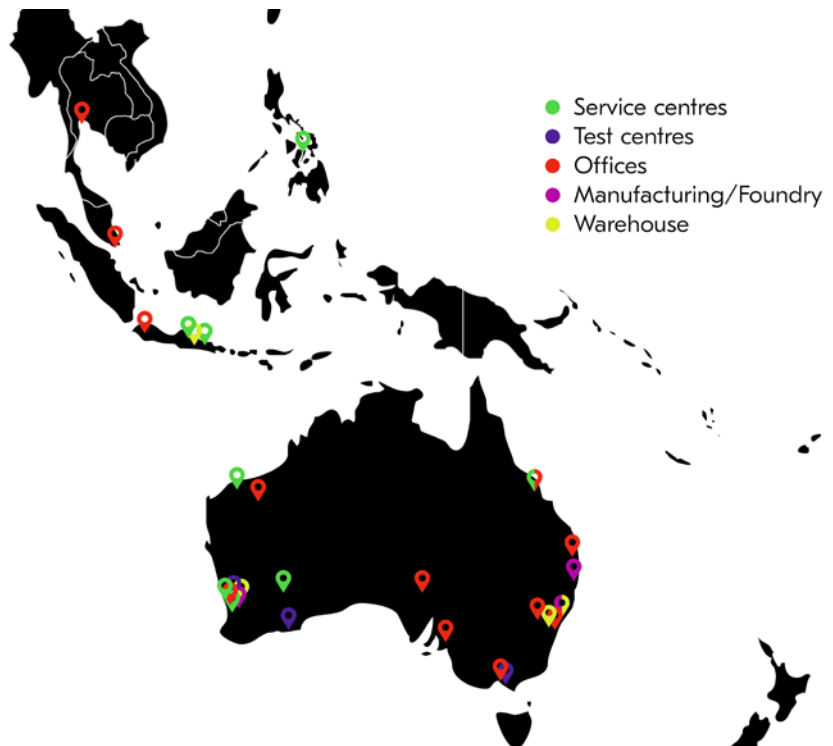 Service centres
Test centres
Offices
Manufacturing/Foundry
Warehouse